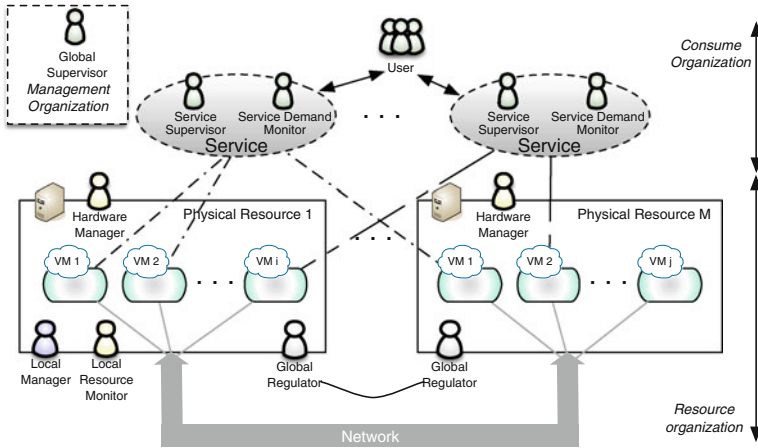 Global
Supervisor
Management
Organization
User
Consume
Organization
Service
Supervisor
Service Demand
Monitor
Service
. . .
Service
Supervisor
Service Demand
Monitor
Service
Hardware
Manager
Physical Resource 1
VM 1
VM 2
. . .
VM i
. . .
Hardware
Manager
Physical Resource M
VM 1
VM 2
. . .
VM j
Local
Manager
Local
Resource
Monitor
Global
Regulator
Global
Regulator
Resource
organization
Network